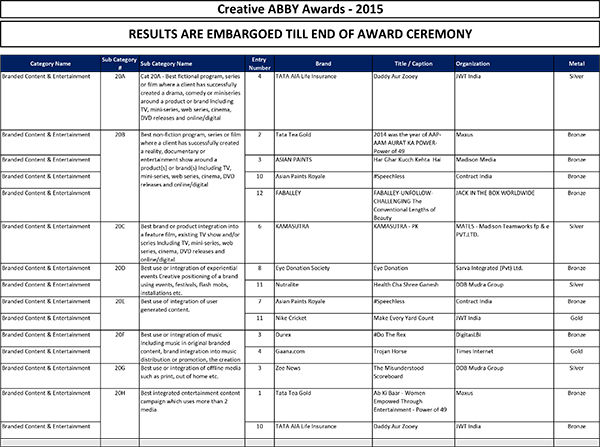 Creative ABBY Awards - 2015
RESULTS ARE EMBARGOED TILL END OF AWARD CEREMONY
Category Name Sub Category # Sub Category Name Entry Number Brand Title / Caption Organization Metal
Branded Content & Entertainment 20A Cat 20A - Best fictional program, series 4 TATA AIA Life Insurance Daddy Aur Zooey JWT India Silver
or film where a client has successfully
created a drama, comedy or miniseries
around a product or brand Including
TV, mini-series, web series, cinema,
DVD releases and online/digital
Branded Content & Entertainment 20B Best non-fiction program, series or film 2 Tata Tea Gold 2014 was the year of AAP- Maxus Bronze
where a client has successfully created AAM AURAT KA POWER-
a reality, documentary or Power of 49
entertainment show around a
Branded Content & Entertainment product(s) or brand(s) Including TV, 3 ASIAN PAINTS Har Ghar Kucch Kehta Hai Madison Media Bronze
Branded Content & Entertainment mini-series, web series, cinema, DVD 10 Asian Paints Royale #Speechless Contract India Bronze
releases and online/digital
Branded Content & Entertainment 12 FABALLEY FABALLEY-UNFOLLOW- JACK IN THE BOX WORLDWIDE Bronze
CHALLENGING The
Conventional Lengths of
Beauty
Branded Content & Entertainment 20C Best brand or product integration into 6 KAMASUTRA KAMASUTRA - PK MATES - Madison Teamworks fp & e Silver
a feature film, existing TV show and/or PVT.LTD.
series Including TV, mini-series, web
series, cinema, DVD releases and
online/digital
Branded Content & Entertainment 20D Best use or integration of experiential 8 Eye Donation Society Eye Donation Sarva Integrated (Pvt) Ltd. Bronze
events Creative positioning of a brand
Branded Content & Entertainment using events, festivals, flash mobs, 11 Nutralite Health Cha Shree Ganesh DDB Mudra Group Silver
installations etc.
Branded Content & Entertainment 20E Best use or integration of user 7 Asian Paints Royale #Speechless Contract India Bronze
generated content.
Branded Content & Entertainment 11 Nike Cricket Make Every Yard Count JWT India Gold
Branded Content & Entertainment 20F Best use or integration of music 3 Durex #Do The Rex DigitasLBi Bronze
Including music in original branded
Branded Content & Entertainment content, brand integration into music 4 Gaana.com Trojan Horse Times Internet Gold
distribution or promotion, the creation
Branded Content & Entertainment 20G Best use or integration of offline media 3 Zee News The Misunderstood DDB Mudra Group Silver
such as print, out of home etc. Scoreboard
Branded Content & Entertainment 20H Best integrated entertainment content 1 Tata Tea Gold Ab Ki Baar - Women Maxus Bronze
campaign which uses more than 2 Empowered Through
media Entertainment - Power of 49
Branded Content & Entertainment 10 TATA AIA Life Insurance Daddy Aur Zooey JWT India Bronze